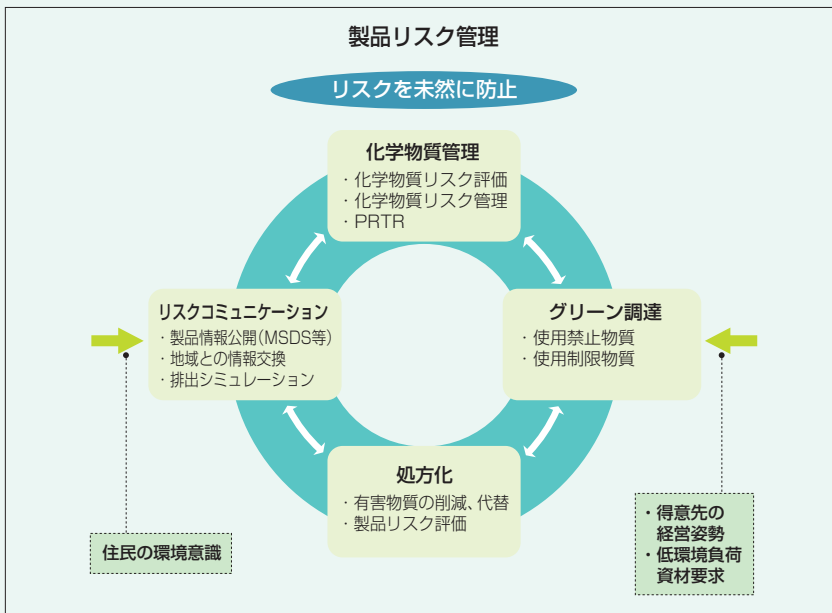 製品リスク管理
リスクを未然に防止
化学物質管理
・化学物質リスク評価
・化学物質リスク管理
・PRTR
リスクコミュニケーション
・製品情報公開（MSDS等）
・地域との情報交換
・排出シミュレーション
グリーン調達
・使用禁止物質
・使用制限物質
処方化
・有害物質の削減、代替
・製品リスク評価
住民の環境意識
・得意先の
経営姿勢
・低環境負荷
資材要求